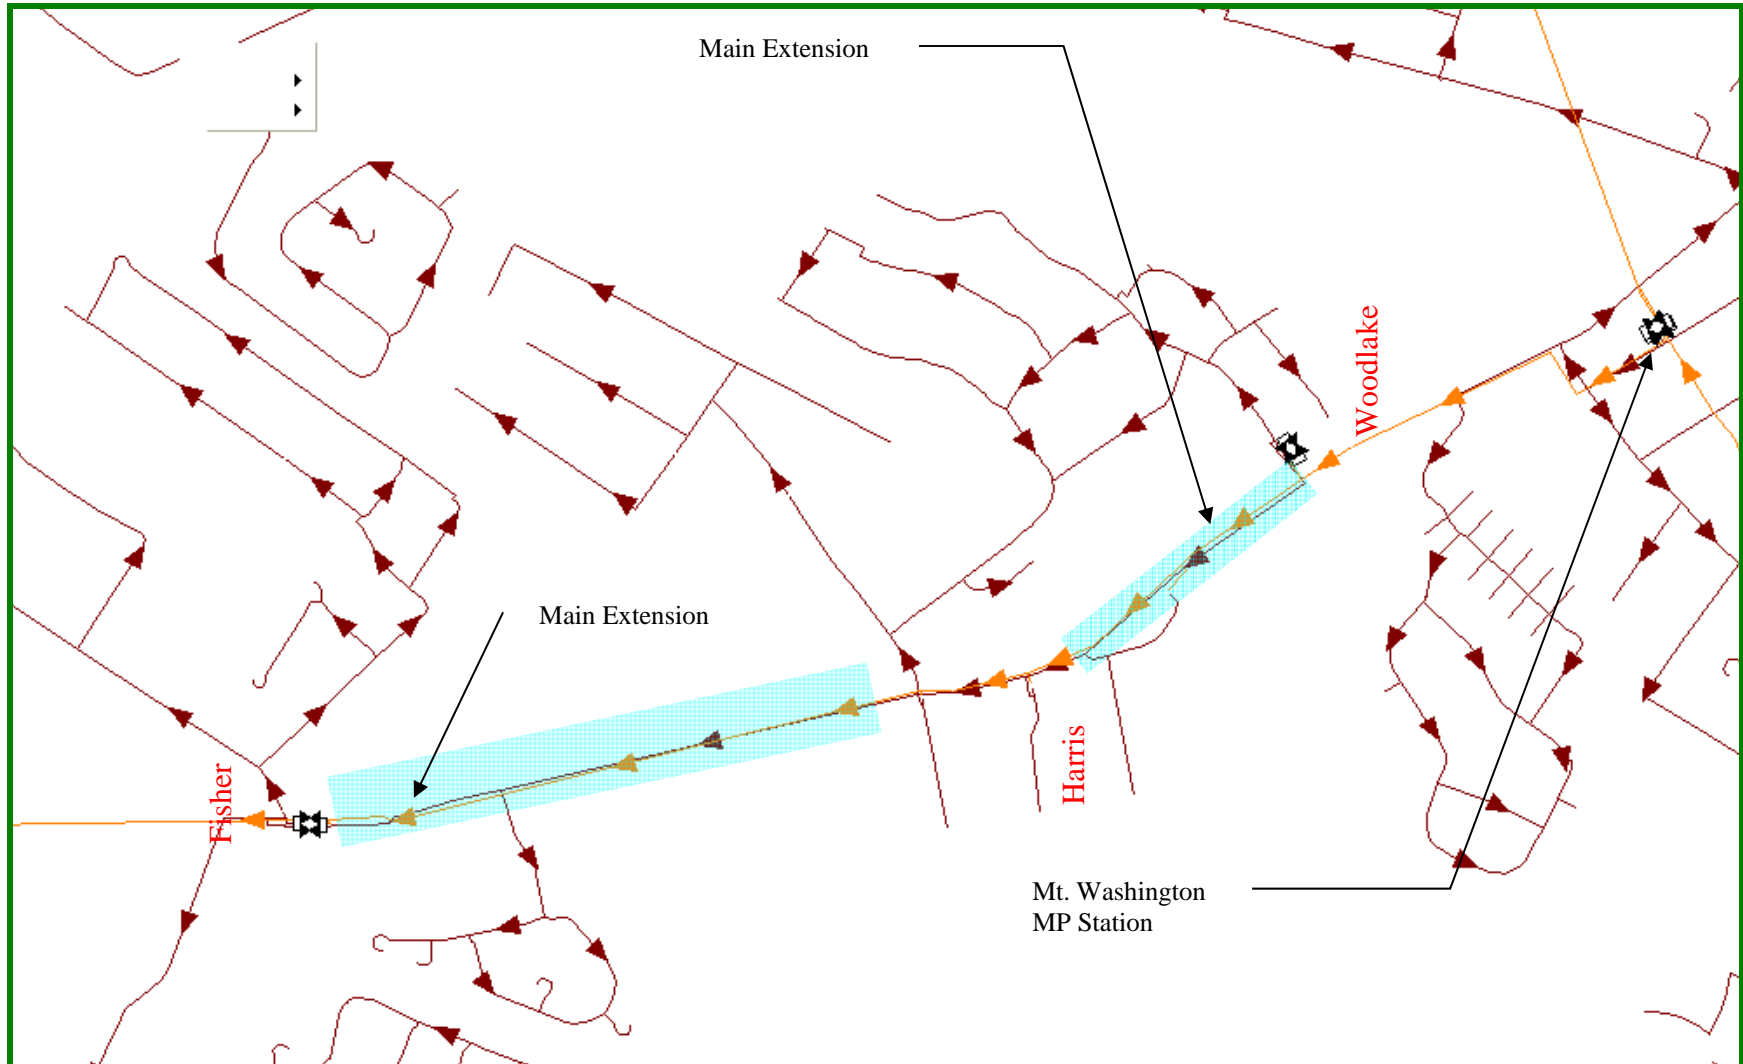 Main Extension
Woodlake
Main Extension
Harris
Fisher
Mt. Washington
MP Station